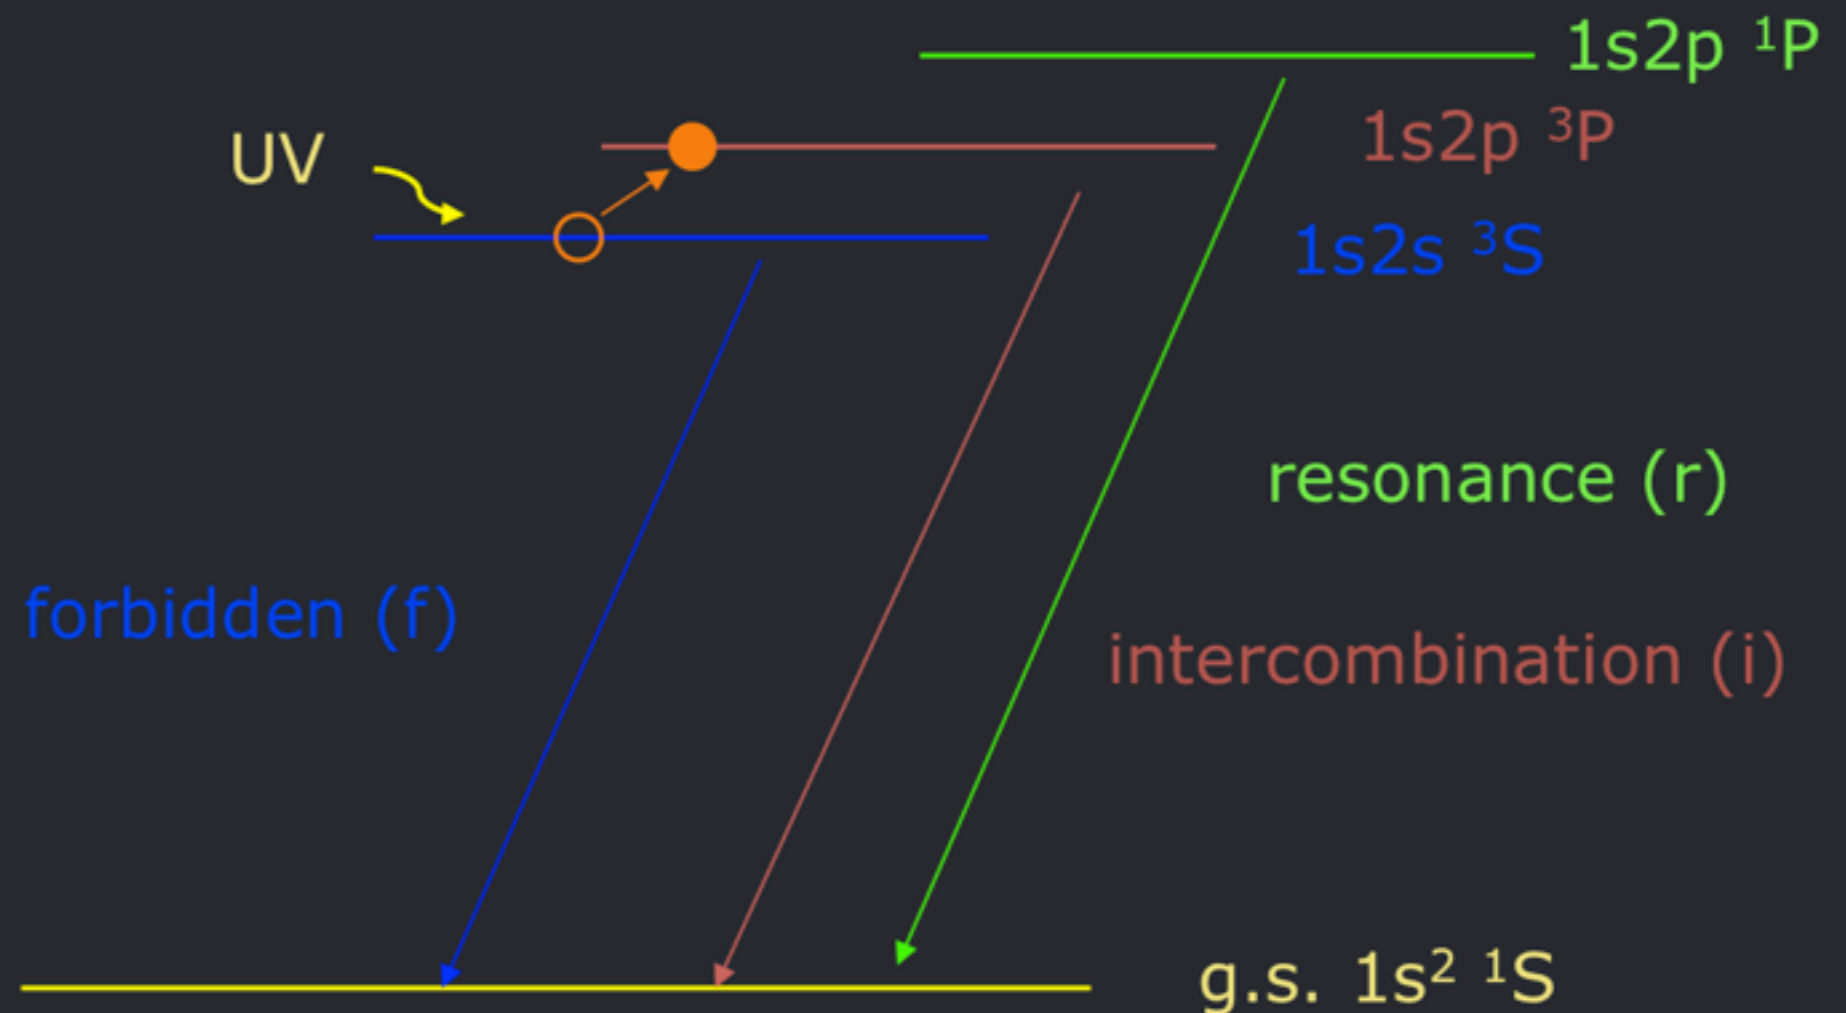 1s2p ¹P
UV
1s2p ³P
1s2s ³S
resonance (r)
forbidden (f)
intercombination (i)
g.s. 1s² ¹S